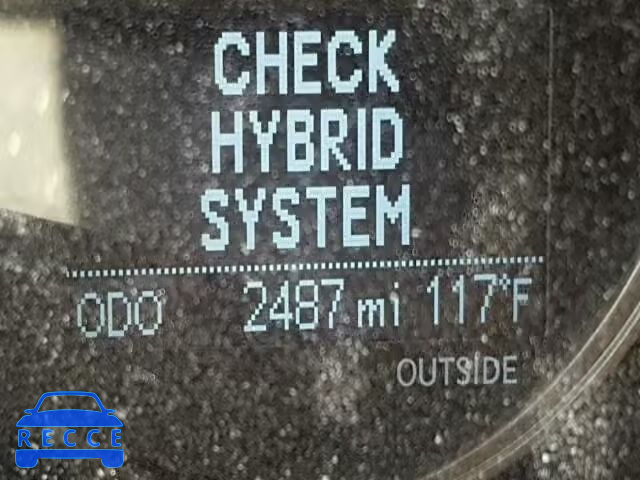 CHECK
HYBRID
SYSTEM
ODO 2487 mi 117°F
OUTSIDE
RECCE